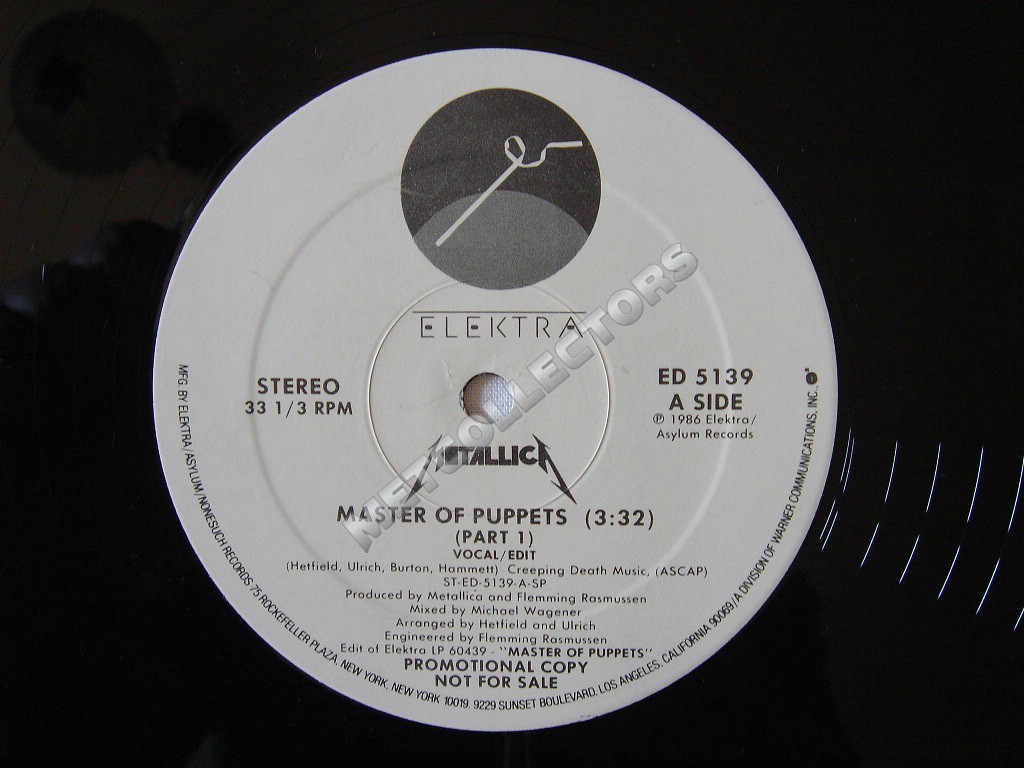 ELEKTRA
STEREO
33 1/3 RPM
ED 5139
A SIDE
℗ 1986 Elektra/
Asylum Records
METALLICA
MASTER OF PUPPETS (3:32)
(PART 1)
VOCAL/EDIT
(Hetfield, Ulrich, Burton, Hammett) Creeping Death Music, (ASCAP)
ST-ED-5139-A-SP
Produced by Metallica and Flemming Rasmussen
Mixed by Michael Wagener
Arranged by Hetfield and Ulrich
Engineered by Flemming Rasmussen
Edit of Elektra LP 60439 - "MASTER OF PUPPETS"
PROMOTIONAL COPY
NOT FOR SALE
MFG. BY ELEKTRA/ASYLUM/NONESUCH RECORDS 75 ROCKEFELLER PLAZA, NEW YORK, NEW YORK 10019. 9229 SUNSET BOULEVARD, LOS ANGELES, CALIFORNIA 90069/A DIVISION OF WARNER COMMUNICATIONS, INC.,
METCOLLECTORS